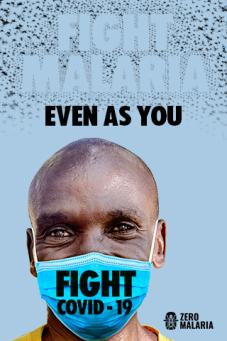 FIGHT
MALARIA
EVEN AS YOU
FIGHT
COVID-19
ZERO
MALARIA